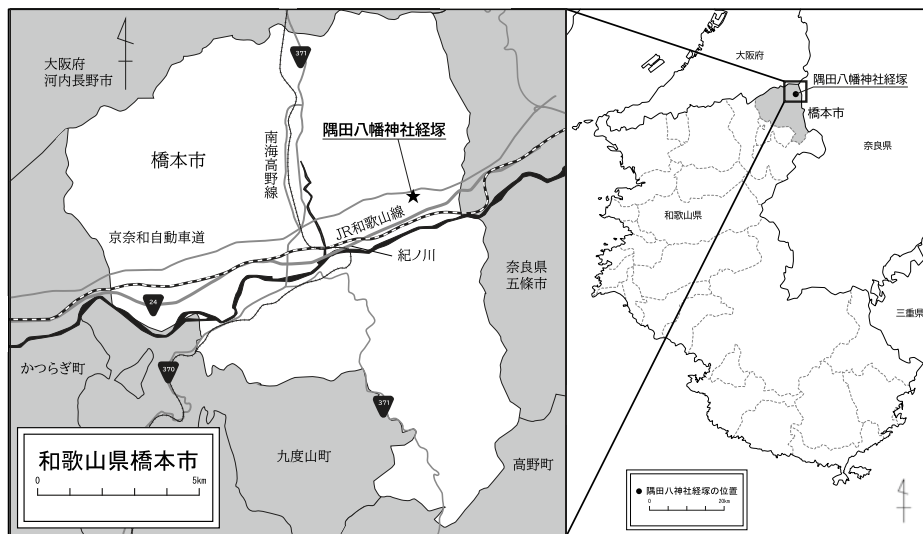 大阪府
河内長野市
371
隅田八幡神社経塚
南海高野線
橋本市
JR和歌山線
京奈和自動車道
紀ノ川
奈良県
五條市
24
かつらぎ町
370
371
九度山町
高野町
和歌山県橋本市
0
5km
大阪府
隅田八幡神社経塚
橋本市
奈良県
和歌山県
三重県
隅田八神社経塚の位置
0
20km